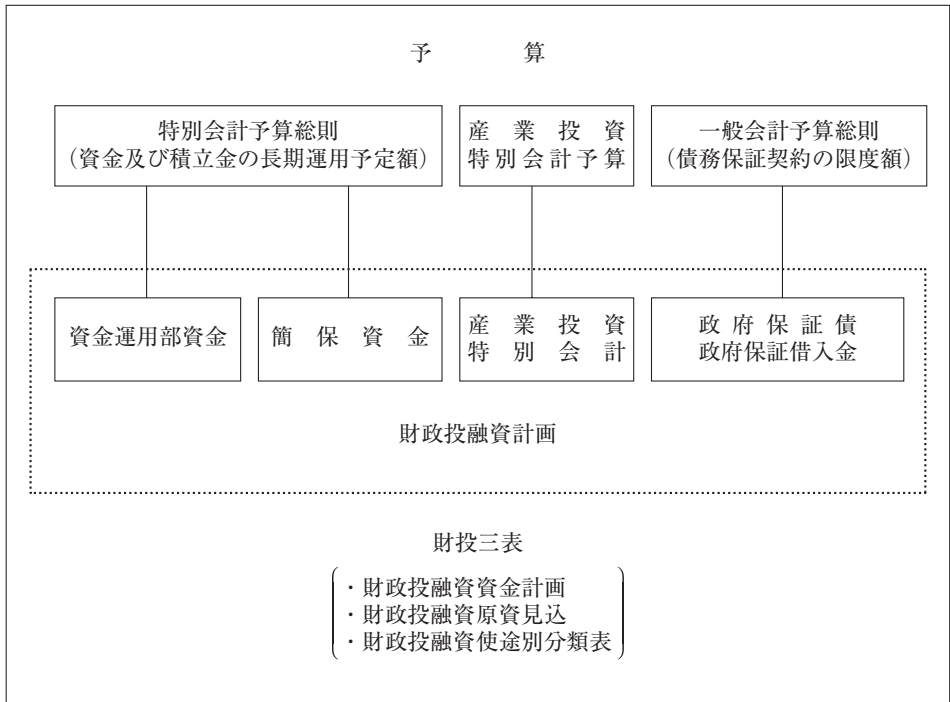 予算
特別会計予算総則
（資金及び積立金の長期運用予定額）
産業投資
特別会計予算
一般会計予算総則
（債務保証契約の限度額）
資金運用部資金
簡保資金
産業投資
特別会計
政府保証債
政府保証借入金
財政投融資計画
財投三表
・財政投融資資金計画
・財政投融資原資見込
・財政投融資使途別分類表